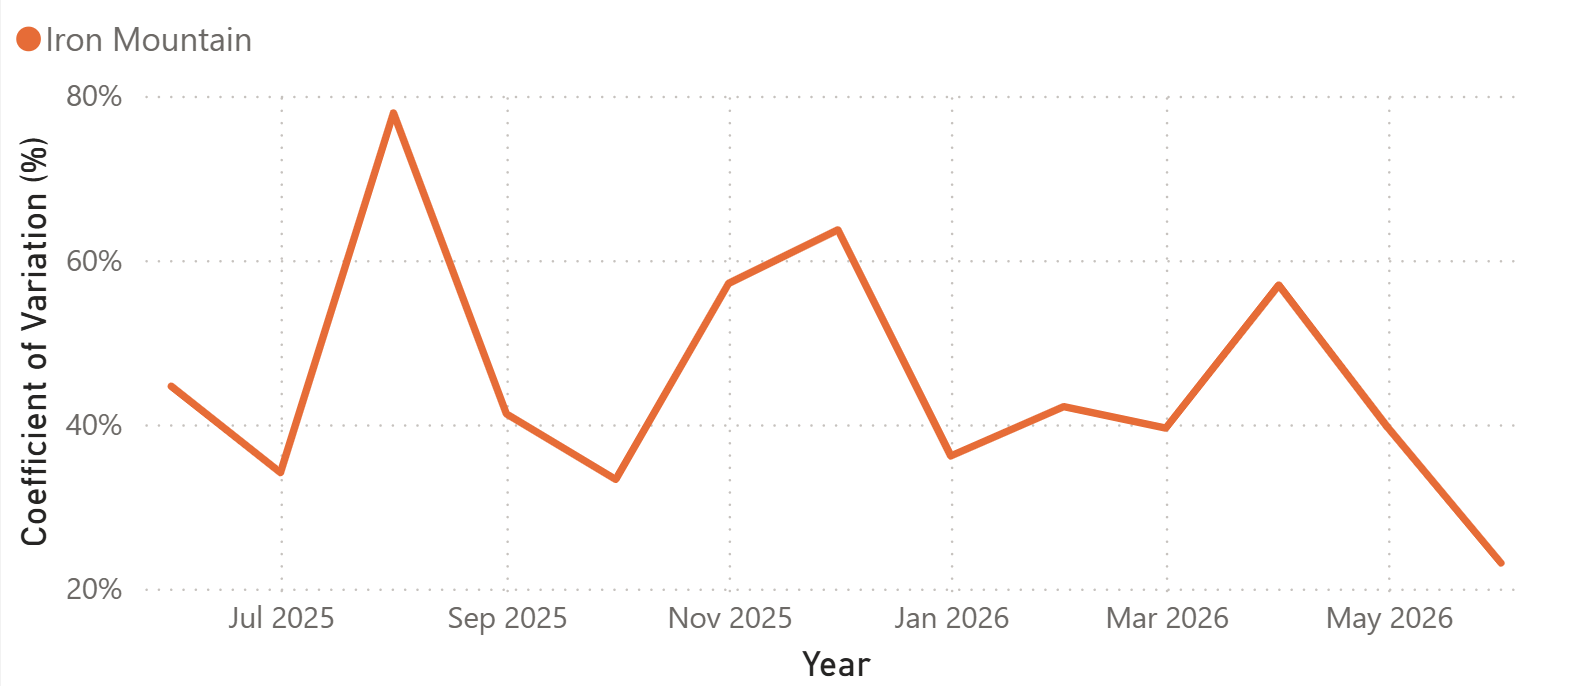 Iron Mountain
80%
60%
40%
20%
Coefficient of Variation (%)
Jul 2025 Sep 2025 Nov 2025 Jan 2026 Mar 2026 May 2026
Year